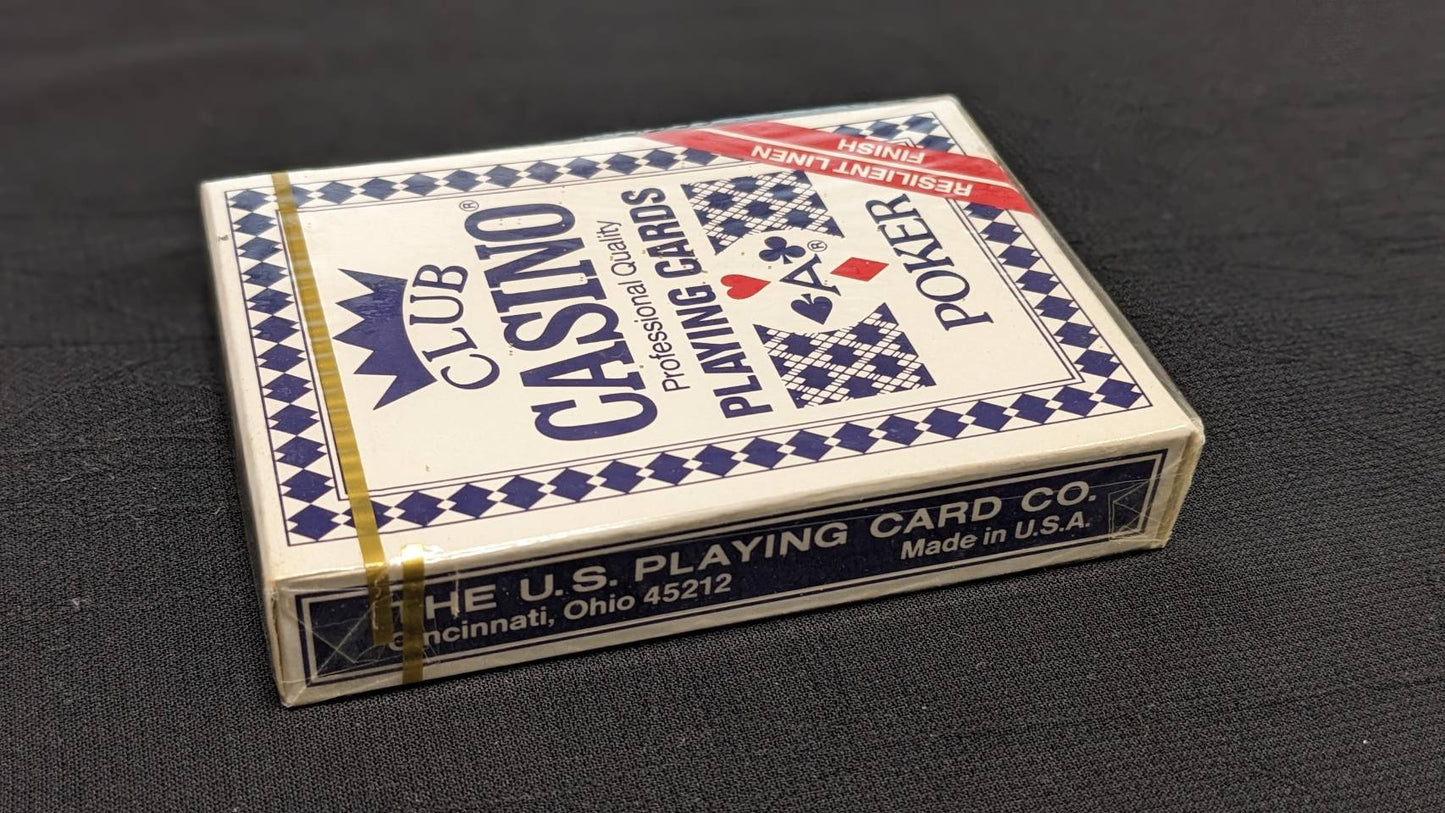 CLUB
CASINO®
Professional Quality
PLAYING CARDS
A®
POKER
RESILIENT LINEN
FINISH
THE U.S. PLAYING CARD CO.
Cincinnati, Ohio 45212
Made in U.S.A.